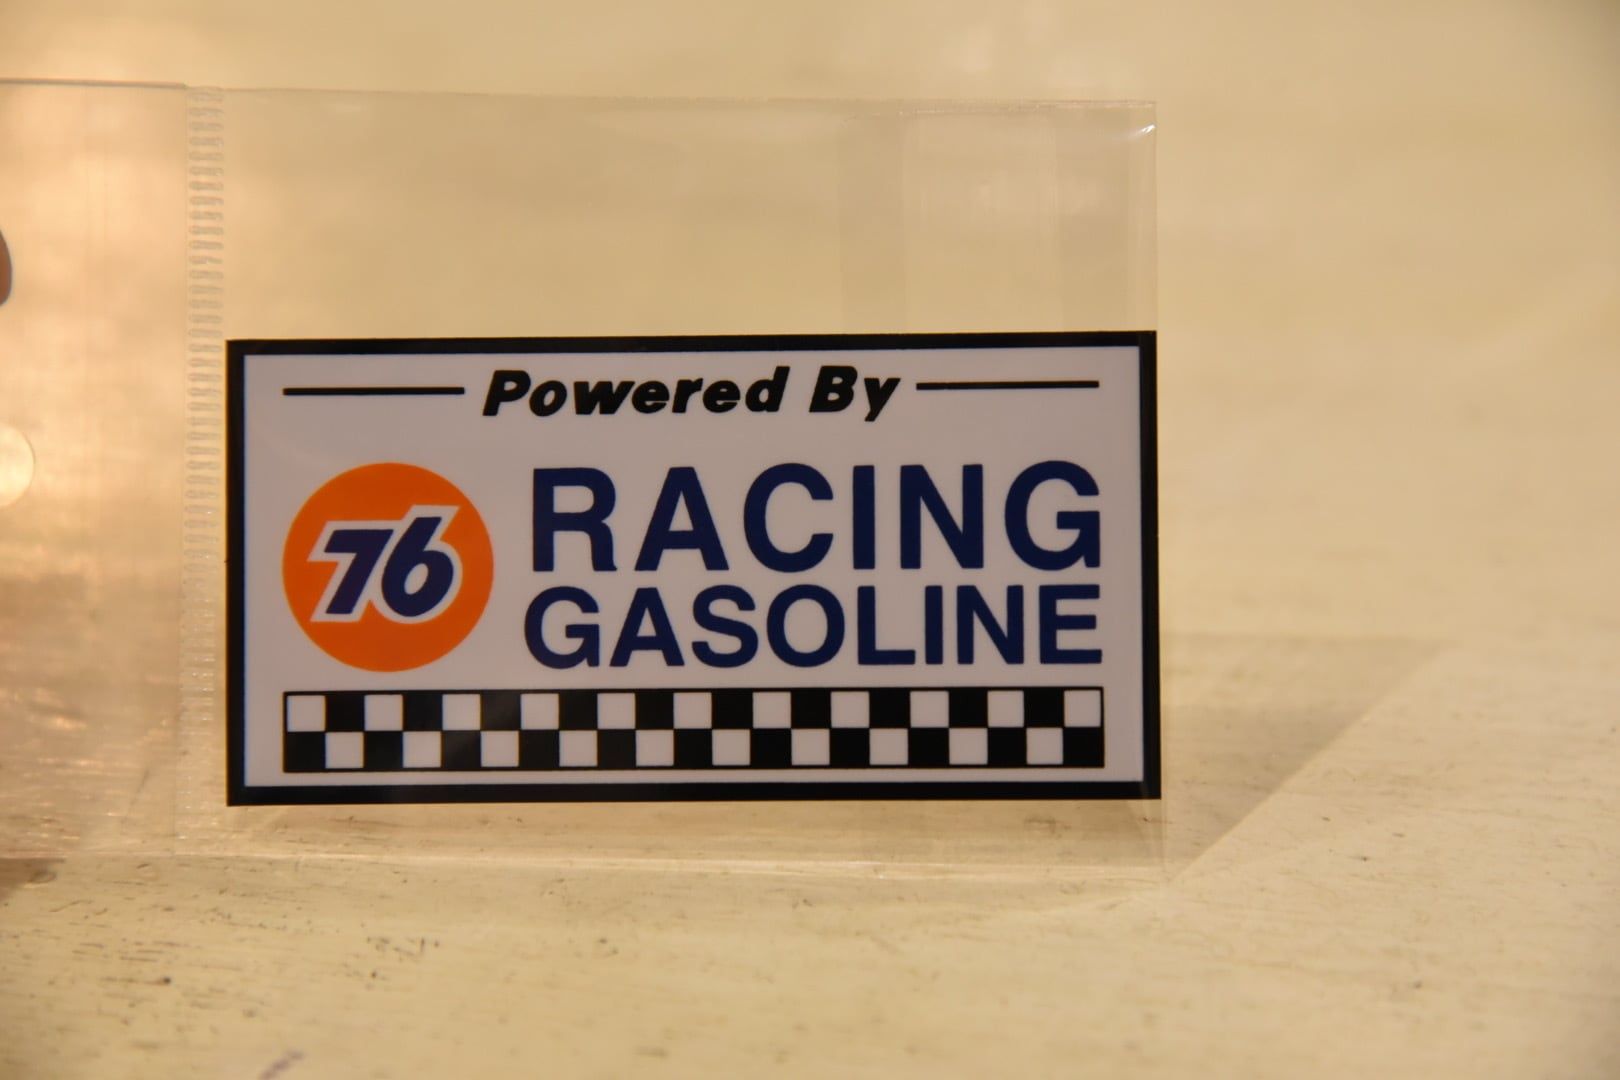 Powered By
76
RACING
GASOLINE